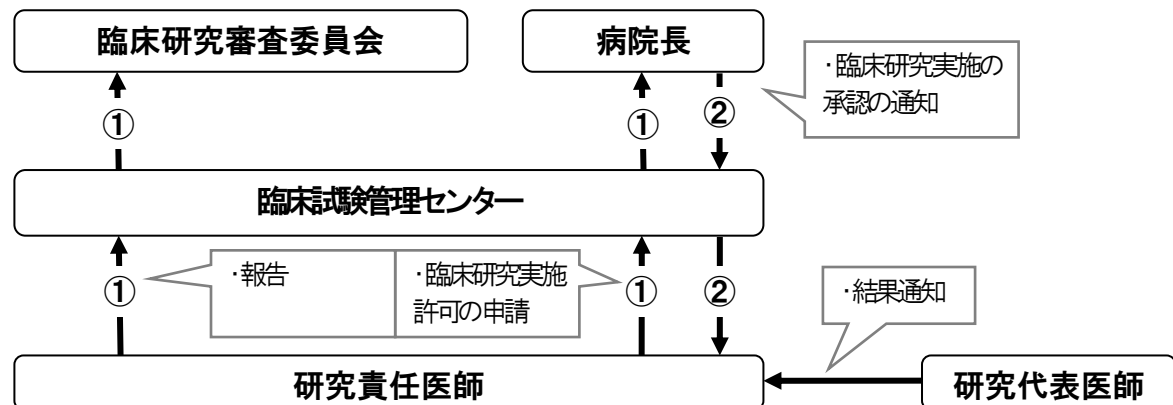 臨床研究審査委員会
病院長
・臨床研究実施の
承認の通知
①
①
②
臨床試験管理センター
①
・報告
・臨床研究実施
許可の申請
①
②
・結果通知
研究責任医師
研究代表医師